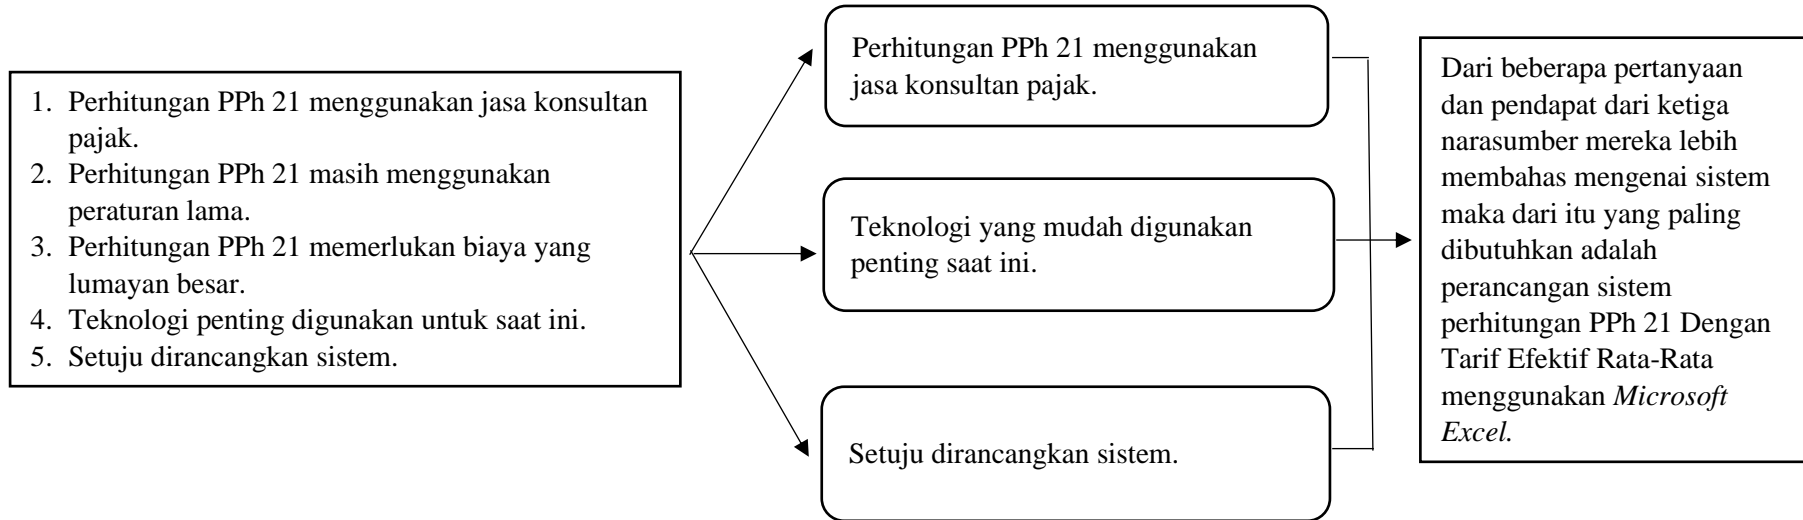 1. Perhitungan PPh 21 menggunakan jasa konsultan
pajak.
2. Perhitungan PPh 21 masih menggunakan
peraturan lama.
3. Perhitungan PPh 21 memerlukan biaya yang
lumayan besar.
4. Teknologi penting digunakan untuk saat ini.
5. Setuju dirancangkan sistem.
Perhitungan PPh 21 menggunakan
jasa konsultan pajak.
Teknologi yang mudah digunakan
penting saat ini.
Setuju dirancangkan sistem.
Dari beberapa pertanyaan
dan pendapat dari ketiga
narasumber mereka lebih
membahas mengenai sistem
maka dari itu yang paling
dibutuhkan adalah
perancangan sistem
perhitungan PPh 21 Dengan
Tarif Efektif Rata-Rata
menggunakan Microsoft
Excel.